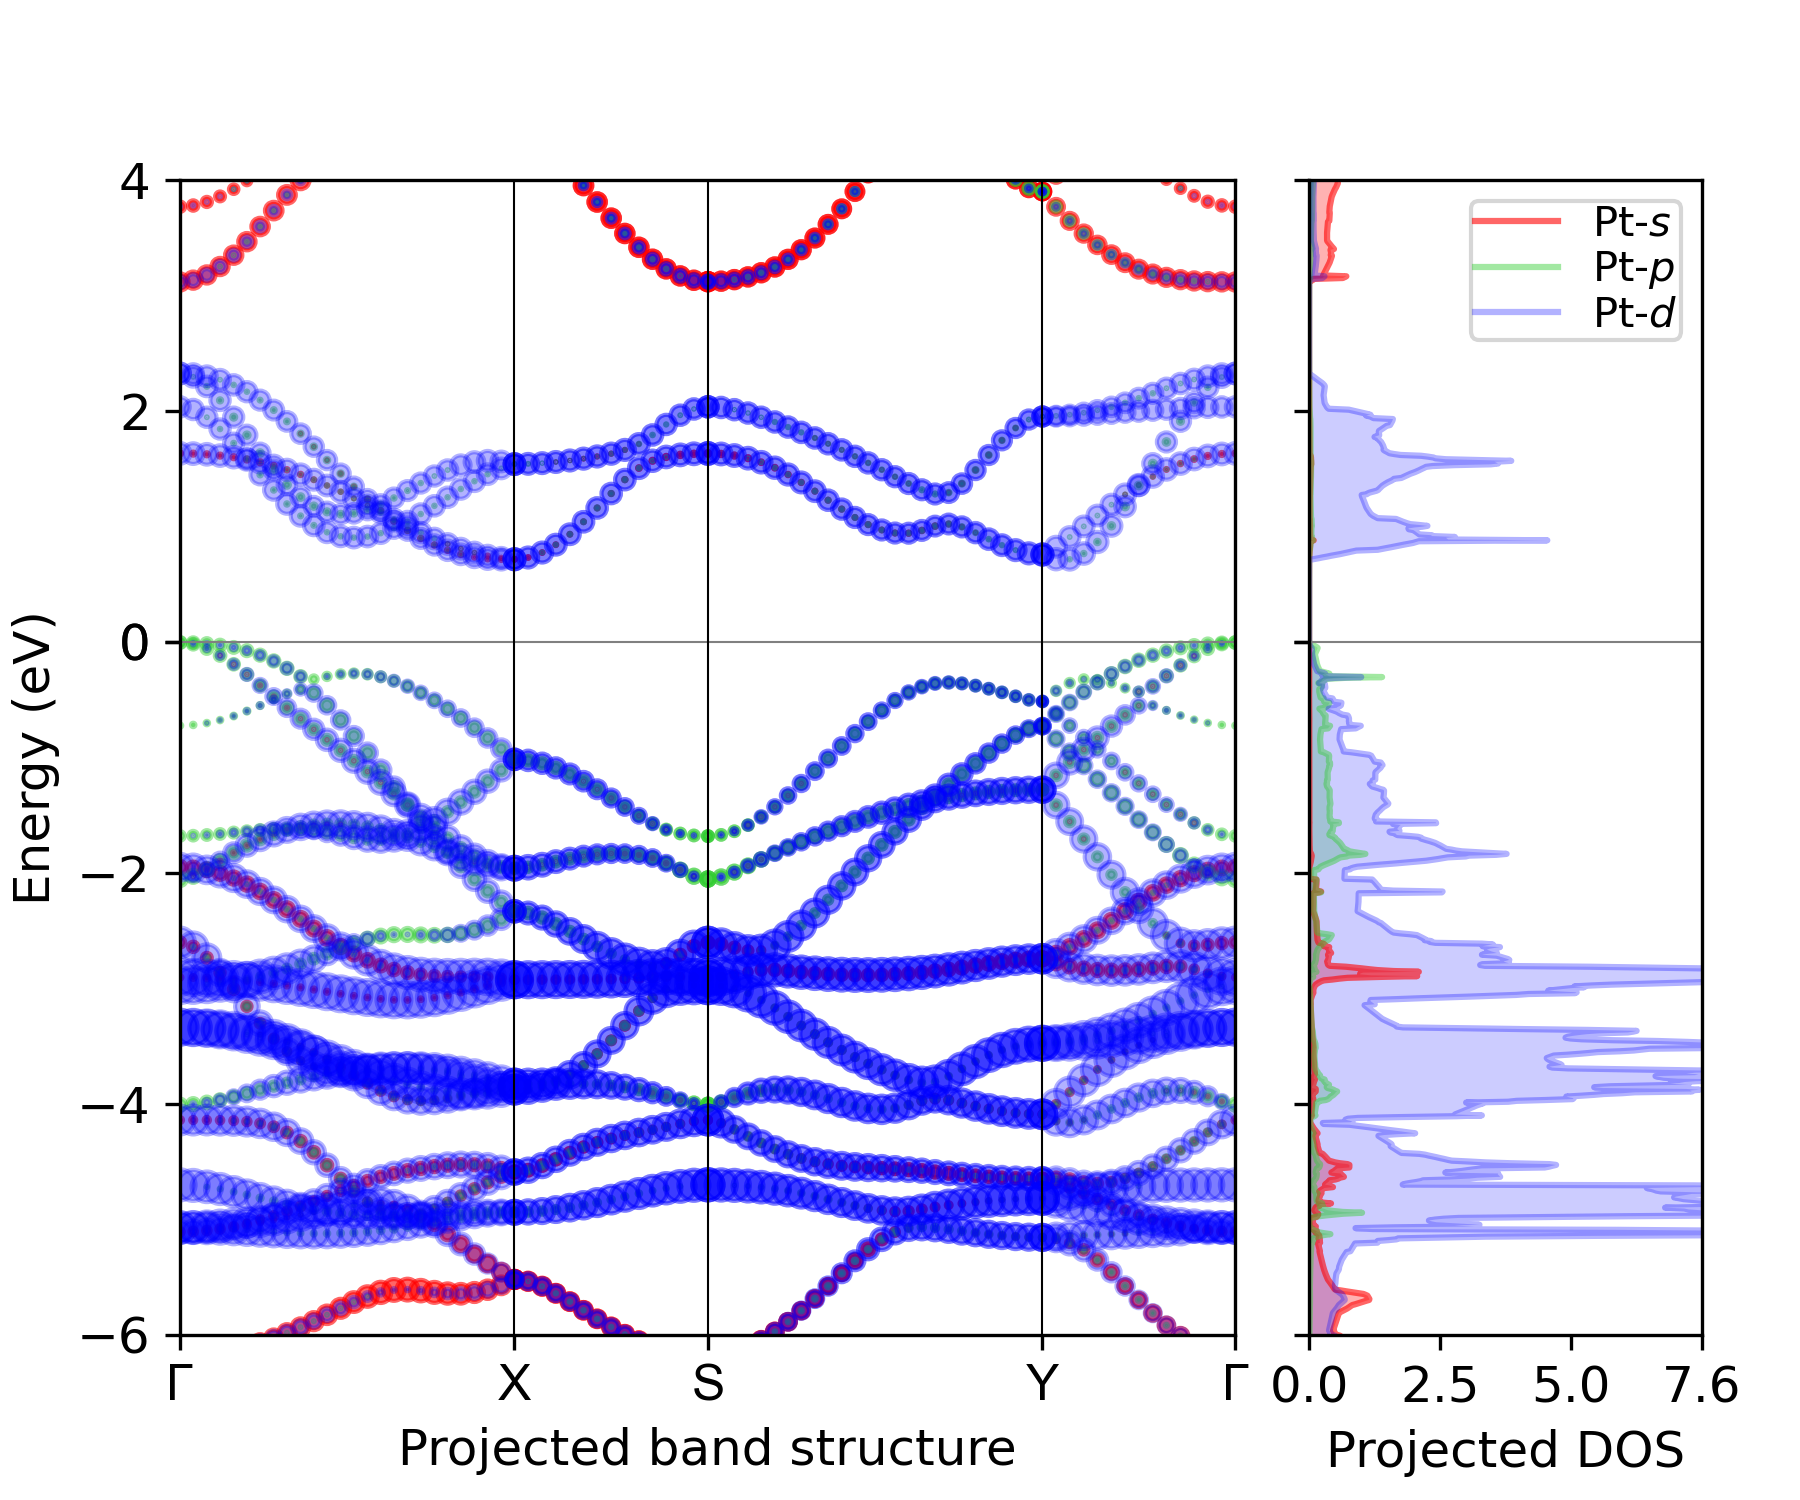 4
2
0
−2
−4
−6
Energy (eV)
Γ X S Y Γ
Projected band structure
Pt-s
Pt-p
Pt-d
0.0 2.5 5.0 7.6
Projected DOS